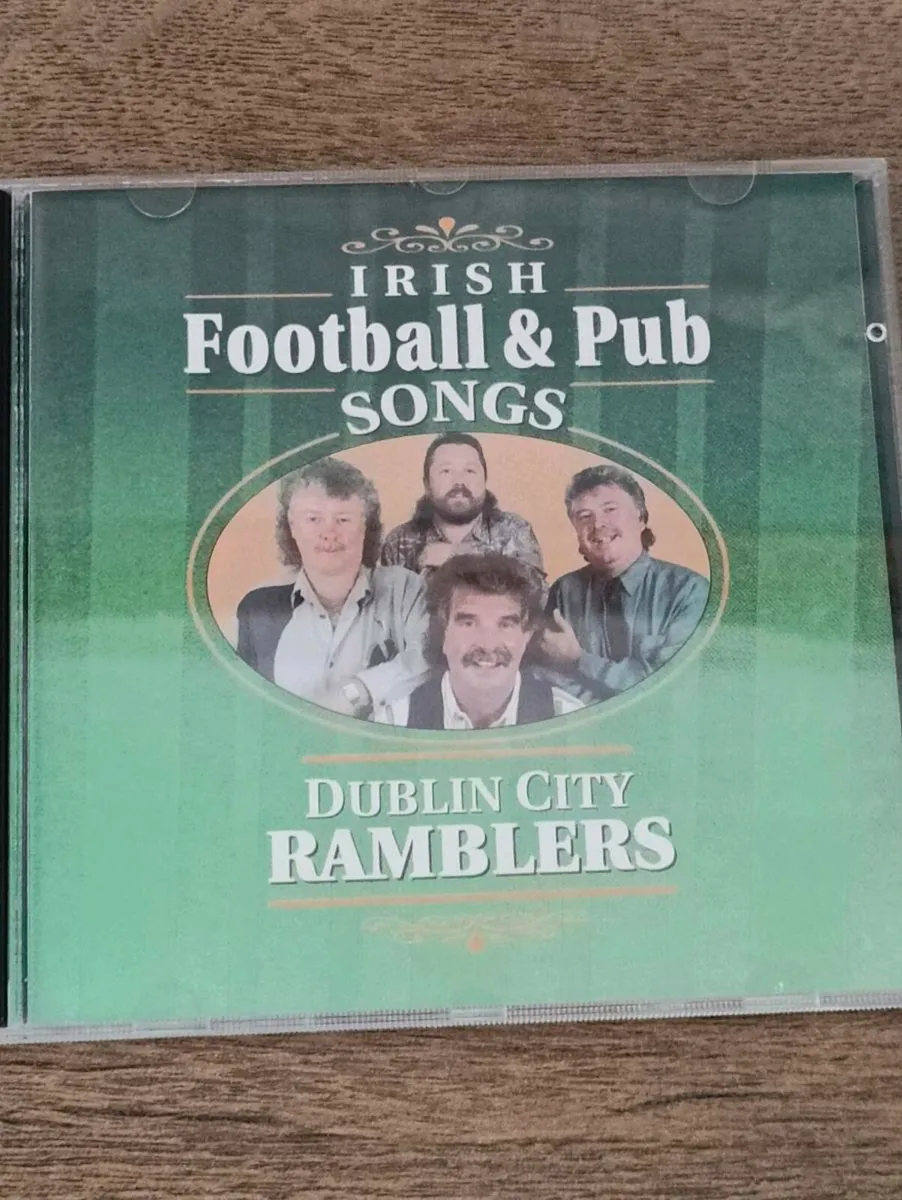 IRISH
Football & Pub
SONGS
DUBLIN CITY
RAMBLERS